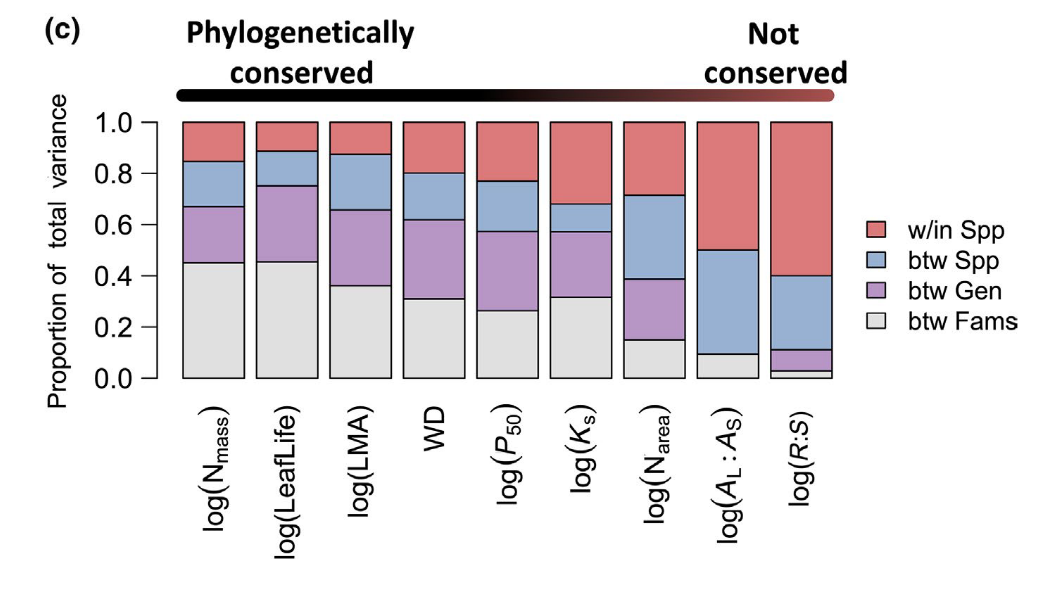 (c)
Phylogenetically
conserved
Not
conserved
Proportion of total variance
1.0
0.8
0.6
0.4
0.2
0.0
log(Nmass)
log(LeafLife)
log(LMA)
WD
log(P50)
log(Ks)
log(Narea)
log(AL : AS)
log(R:S)
w/in Spp
btw Spp
btw Gen
btw Fams